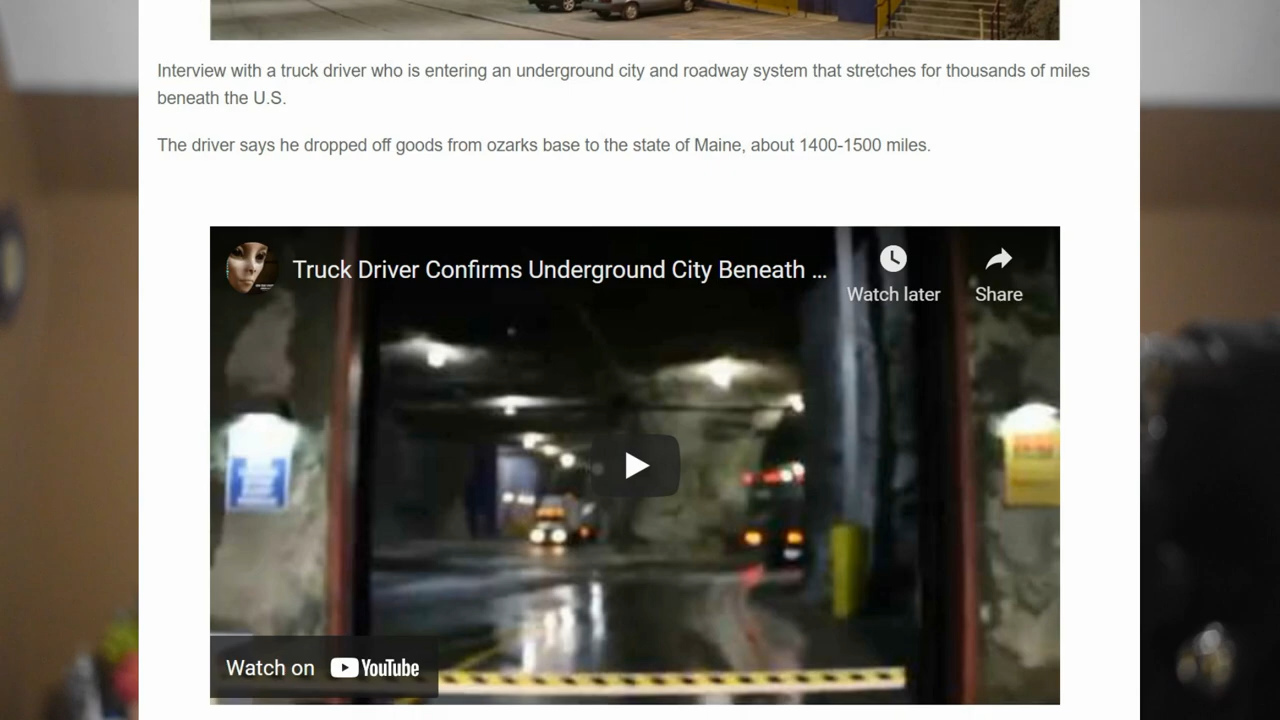 Interview with a truck driver who is entering an underground city and roadway system that stretches for thousands of miles
beneath the U.S.
The driver says he dropped off goods from ozarks base to the state of Maine, about 1400-1500 miles.
Truck Driver Confirms Underground City Beneath ...
Watch later
Share
Watch on YouTube